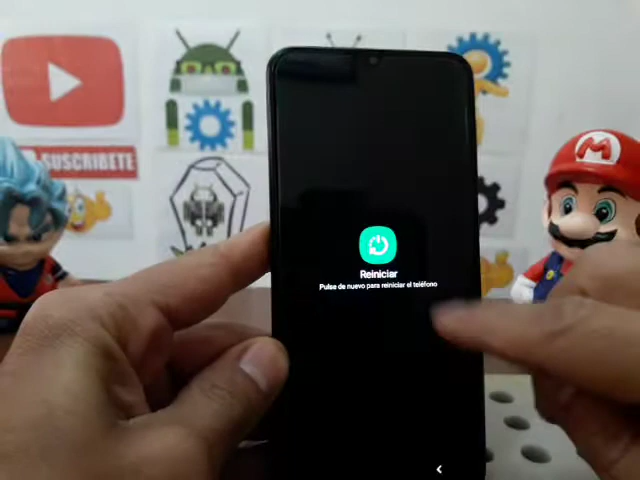 SUSCRIBETE
M
Reiniciar
Pulse de nuevo para reiniciar el teléfono